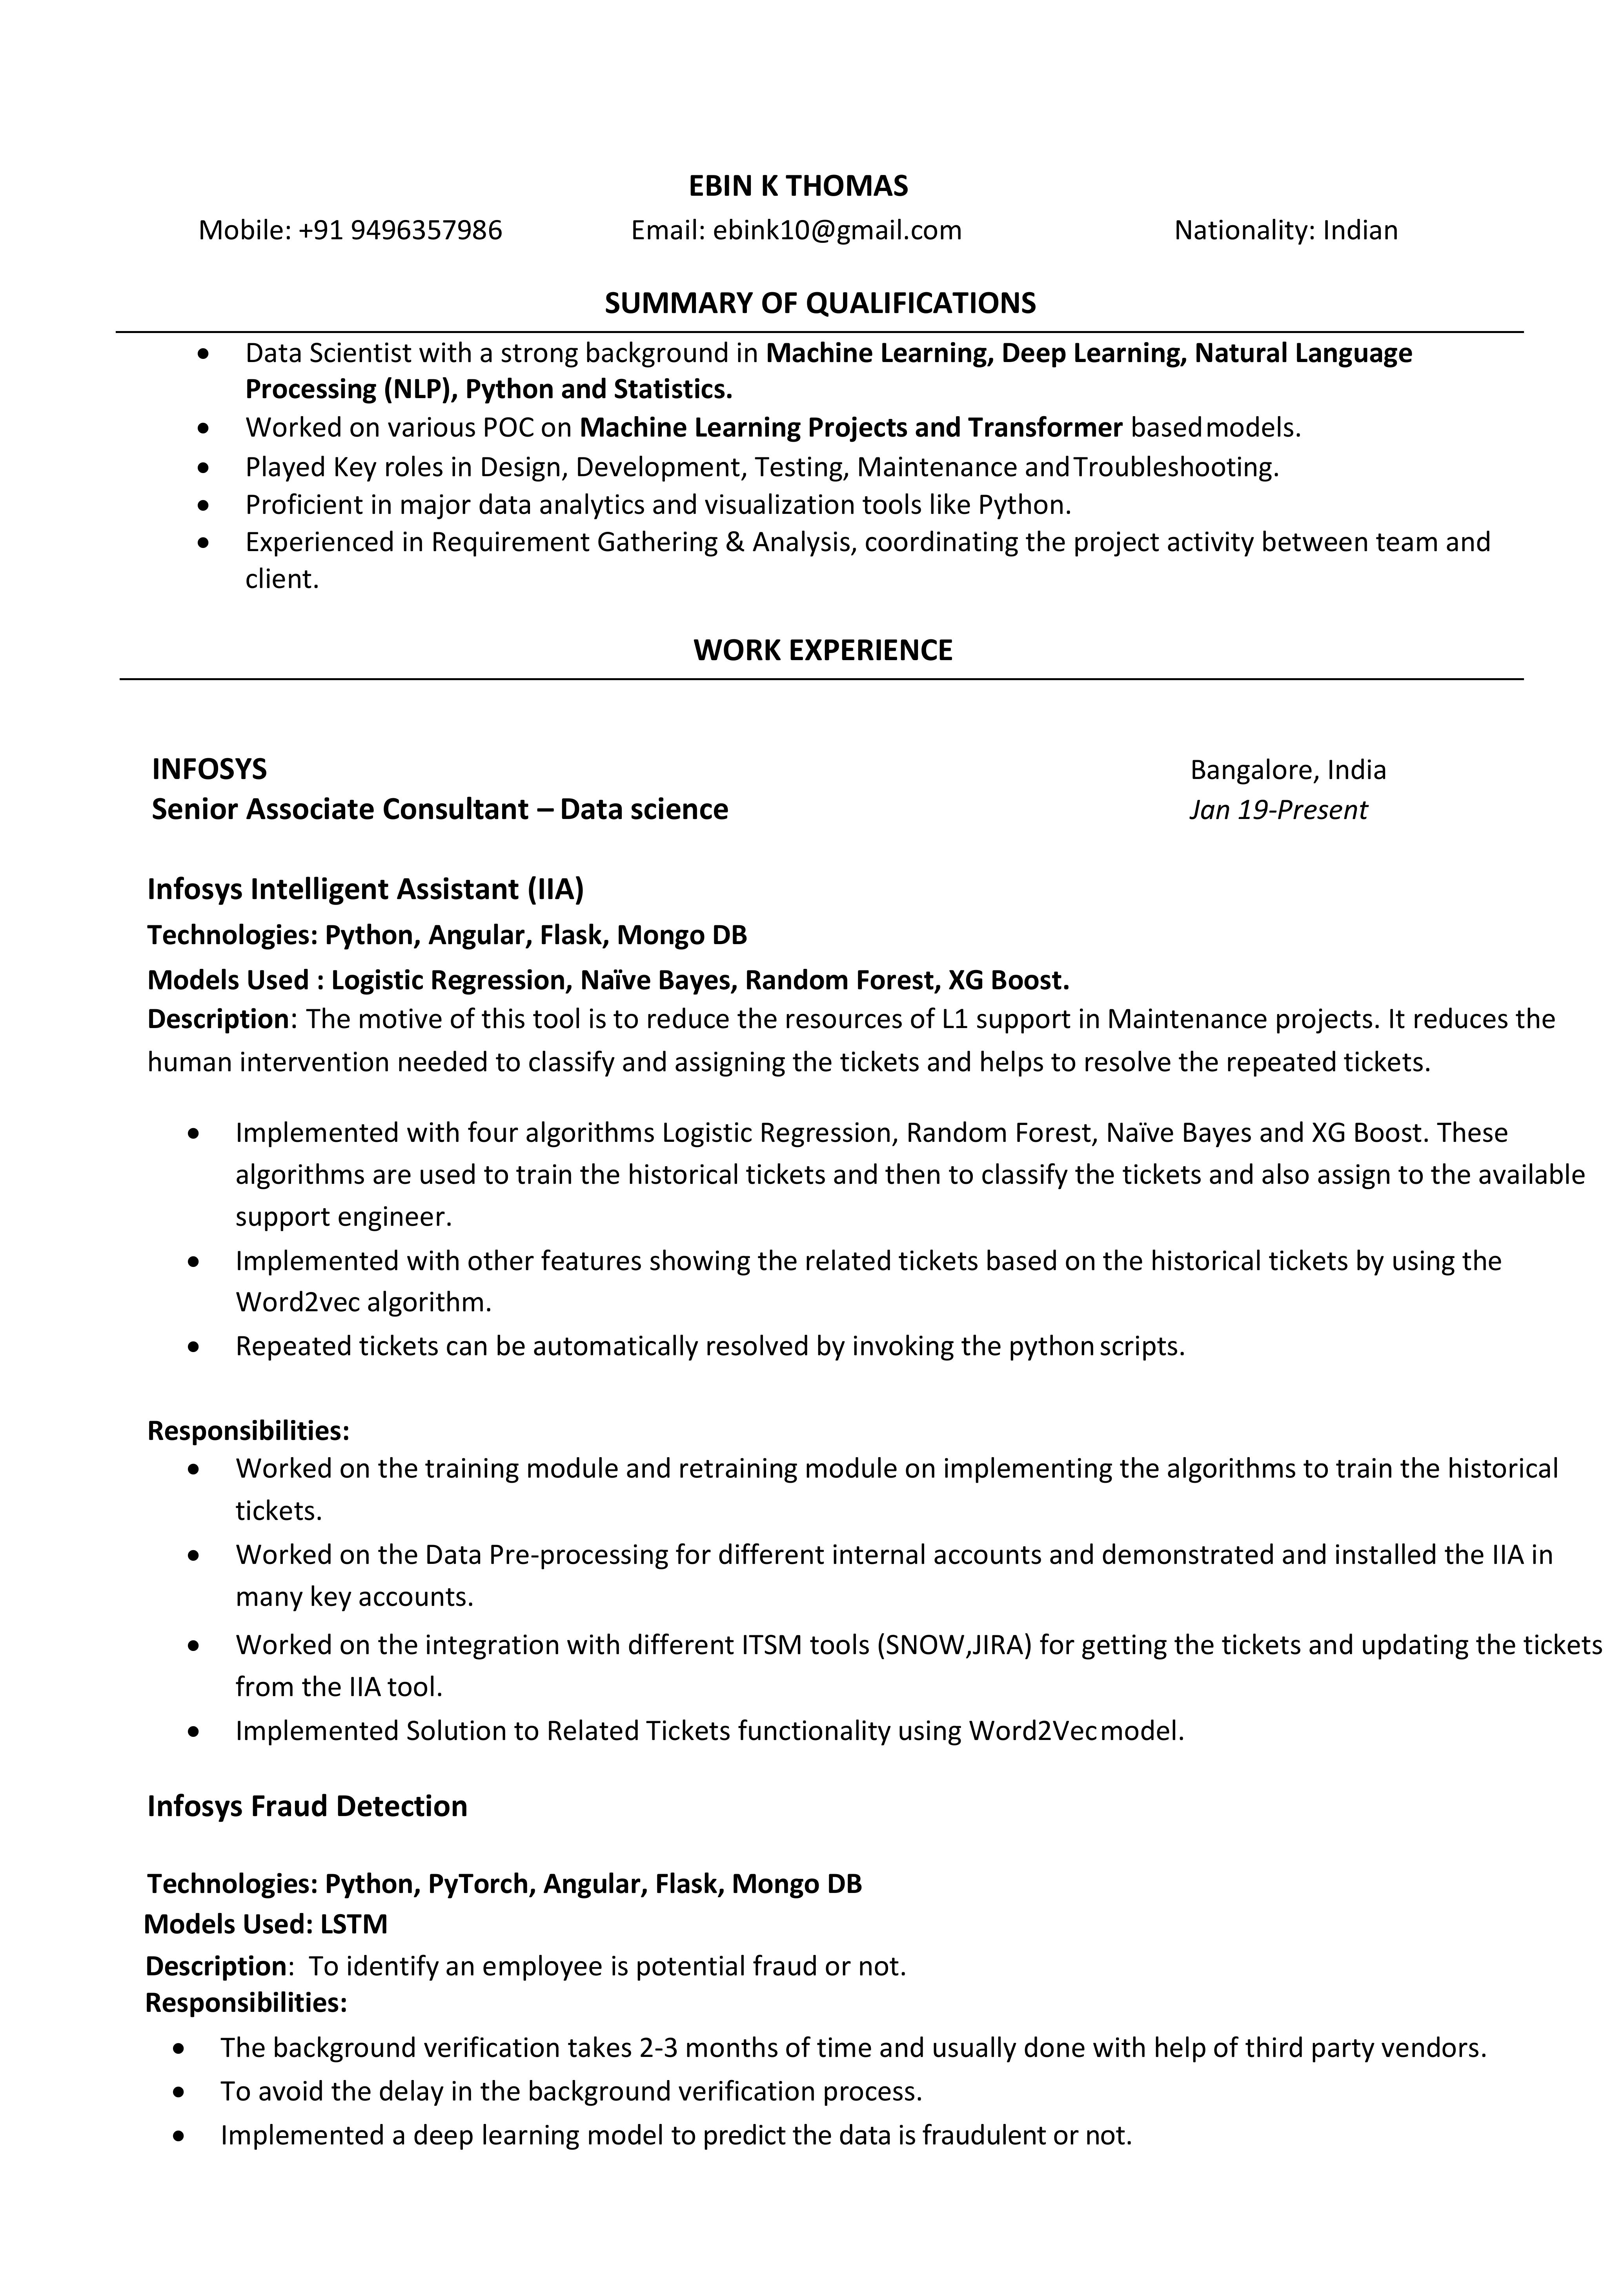 EBIN K THOMAS
Mobile: +91 9496357986 Email: ebink10@gmail.com Nationality: Indian
SUMMARY OF QUALIFICATIONS
• Data Scientist with a strong background in Machine Learning, Deep Learning, Natural Language
Processing (NLP), Python and Statistics.
• Worked on various POC on Machine Learning Projects and Transformer based models.
• Played Key roles in Design, Development, Testing, Maintenance and Troubleshooting.
• Proficient in major data analytics and visualization tools like Python.
• Experienced in Requirement Gathering & Analysis, coordinating the project activity between team and
client.
WORK EXPERIENCE
INFOSYS Bangalore, India
Senior Associate Consultant – Data science Jan 19-Present
Infosys Intelligent Assistant (IIA)
Technologies: Python, Angular, Flask, Mongo DB
Models Used : Logistic Regression, Naïve Bayes, Random Forest, XG Boost.
Description: The motive of this tool is to reduce the resources of L1 support in Maintenance projects. It reduces the
human intervention needed to classify and assigning the tickets and helps to resolve the repeated tickets.
• Implemented with four algorithms Logistic Regression, Random Forest, Naïve Bayes and XG Boost. These
algorithms are used to train the historical tickets and then to classify the tickets and also assign to the available
support engineer.
• Implemented with other features showing the related tickets based on the historical tickets by using the
Word2vec algorithm.
• Repeated tickets can be automatically resolved by invoking the python scripts.
Responsibilities:
• Worked on the training module and retraining module on implementing the algorithms to train the historical
tickets.
• Worked on the Data Pre-processing for different internal accounts and demonstrated and installed the IIA in
many key accounts.
• Worked on the integration with different ITSM tools (SNOW,JIRA) for getting the tickets and updating the tickets
from the IIA tool.
• Implemented Solution to Related Tickets functionality using Word2Vec model.
Infosys Fraud Detection
Technologies: Python, PyTorch, Angular, Flask, Mongo DB
Models Used: LSTM
Description: To identify an employee is potential fraud or not.
Responsibilities:
• The background verification takes 2-3 months of time and usually done with help of third party vendors.
• To avoid the delay in the background verification process.
• Implemented a deep learning model to predict the data is fraudulent or not.